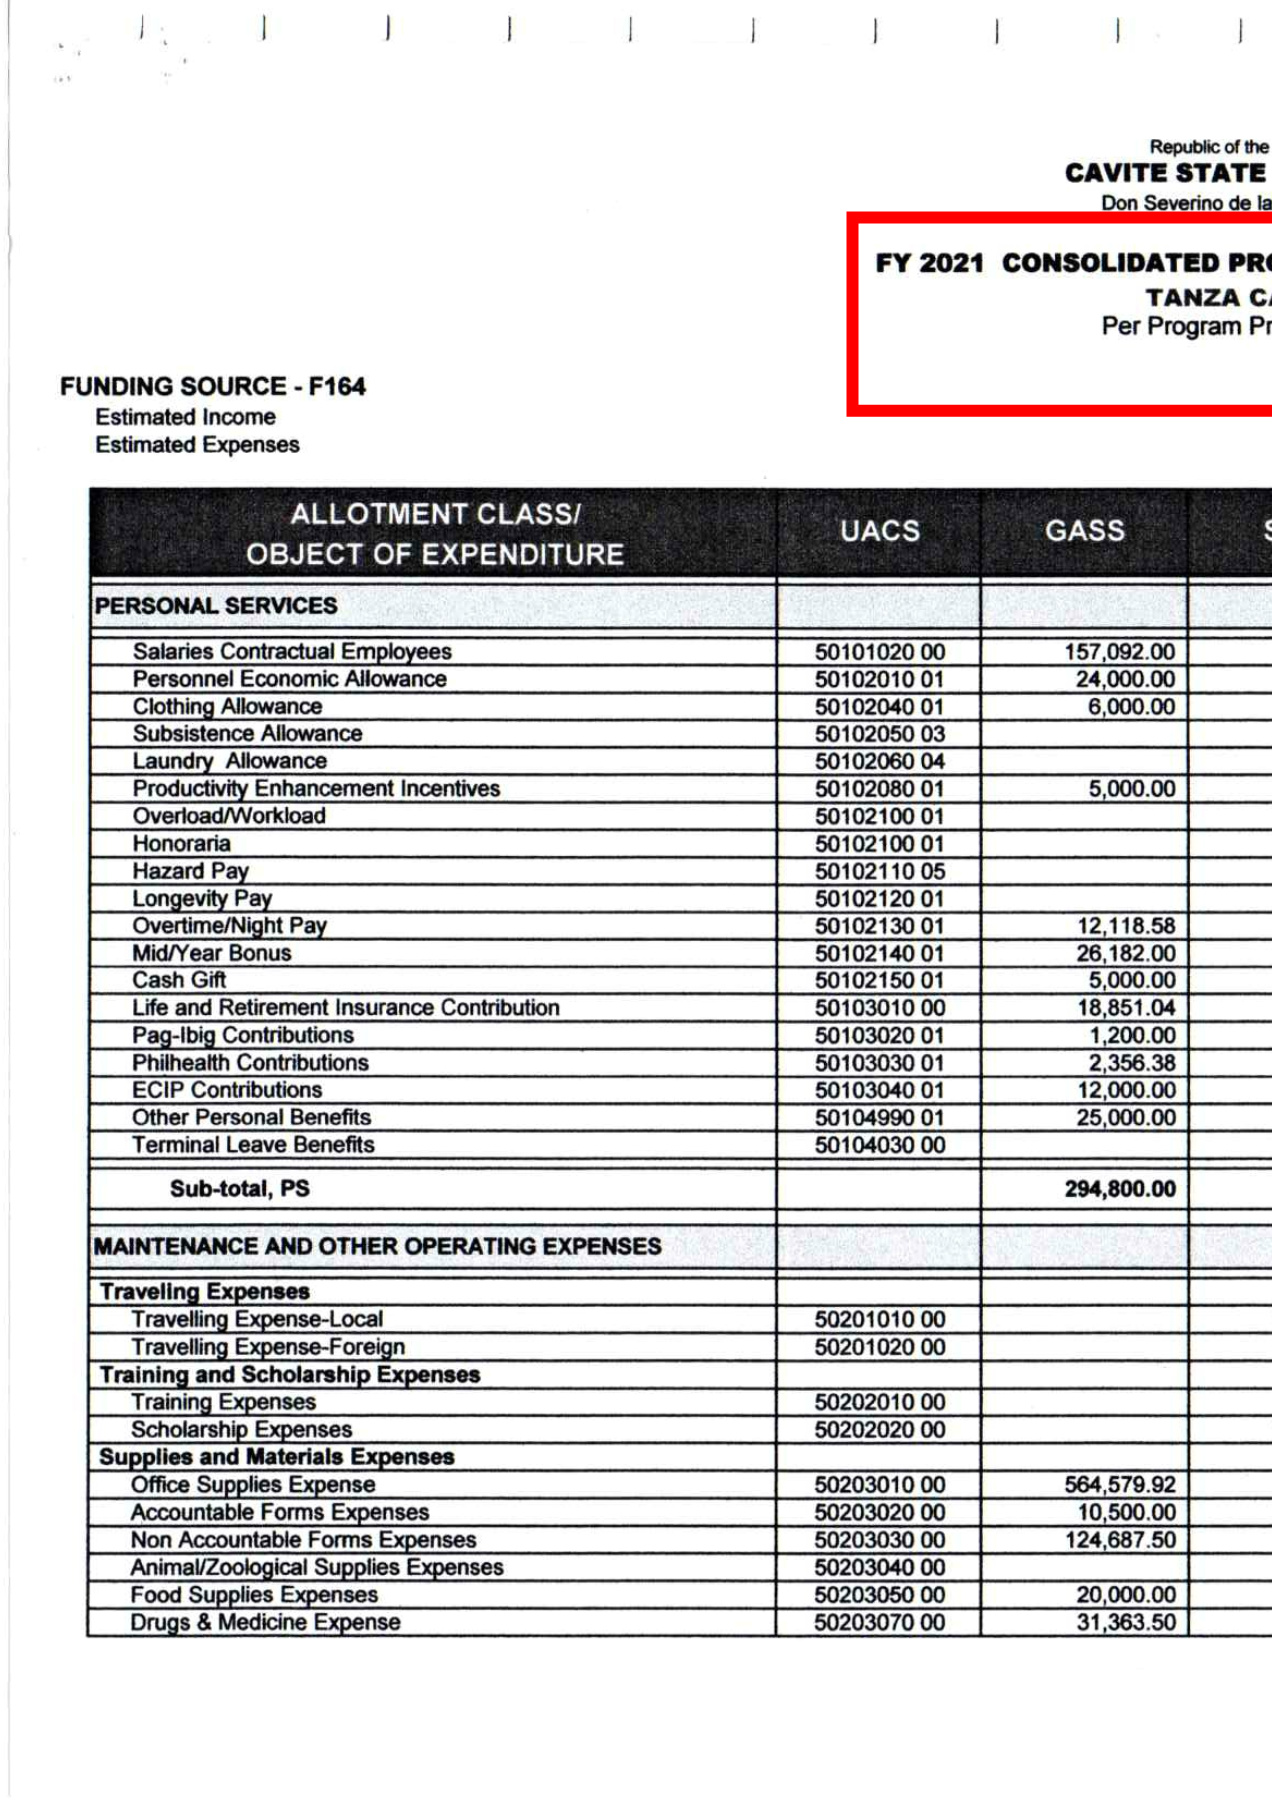 Republic of the
CAVITE STATE
Don Severino de la
FY 2021 CONSOLIDATED PRO
TANZA CA
Per Program Pr
FUNDING SOURCE - F164
Estimated Income
Estimated Expenses
ALLOTMENT CLASS/
OBJECT OF EXPENDITURE UACS GASS S
PERSONAL SERVICES
Salaries Contractual Employees 50101020 00 157,092.00
Personnel Economic Allowance 50102010 01 24,000.00
Clothing Allowance 50102040 01 6,000.00
Subsistence Allowance 50102050 03
Laundry Allowance 50102060 04
Productivity Enhancement Incentives 50102080 01 5,000.00
Overload/Workload 50102100 01
Honoraria 50102100 01
Hazard Pay 50102110 05
Longevity Pay 50102120 01
Overtime/Night Pay 50102130 01 12,118.58
Mid/Year Bonus 50102140 01 26,182.00
Cash Gift 50102150 01 5,000.00
Life and Retirement Insurance Contribution 50103010 00 18,851.04
Pag-Ibig Contributions 50103020 01 1,200.00
Philhealth Contributions 50103030 01 2,356.38
ECIP Contributions 50103040 01 12,000.00
Other Personal Benefits 50104990 01 25,000.00
Terminal Leave Benefits 50104030 00
Sub-total, PS 294,800.00
MAINTENANCE AND OTHER OPERATING EXPENSES
Traveling Expenses
Travelling Expense-Local 50201010 00
Travelling Expense-Foreign 50201020 00
Training and Scholarship Expenses
Training Expenses 50202010 00
Scholarship Expenses 50202020 00
Supplies and Materials Expenses
Office Supplies Expense 50203010 00 564,579.92
Accountable Forms Expenses 50203020 00 10,500.00
Non Accountable Forms Expenses 50203030 00 124,687.50
Animal/Zoological Supplies Expenses 50203040 00
Food Supplies Expenses 50203050 00 20,000.00
Drugs & Medicine Expense 50203070 00 31,363.50